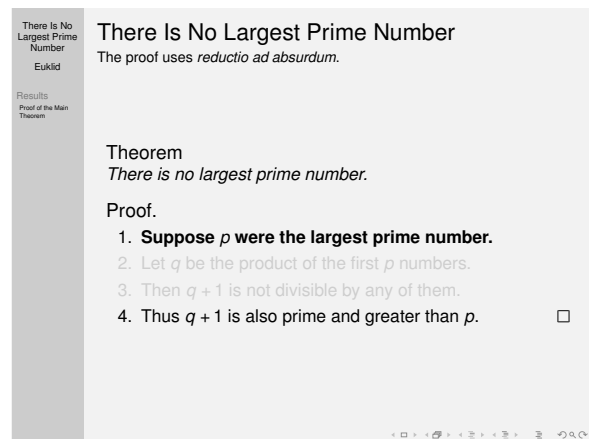 There Is No
Largest Prime
Number
Euklid
Results
Proof of the Main
Theorem
There Is No Largest Prime Number
The proof uses reductio ad absurdum.
Theorem
There is no largest prime number.
Proof.
1. Suppose p were the largest prime number.
2. Let q be the product of the first p numbers.
3. Then q + 1 is not divisible by any of them.
4. Thus q + 1 is also prime and greater than p.